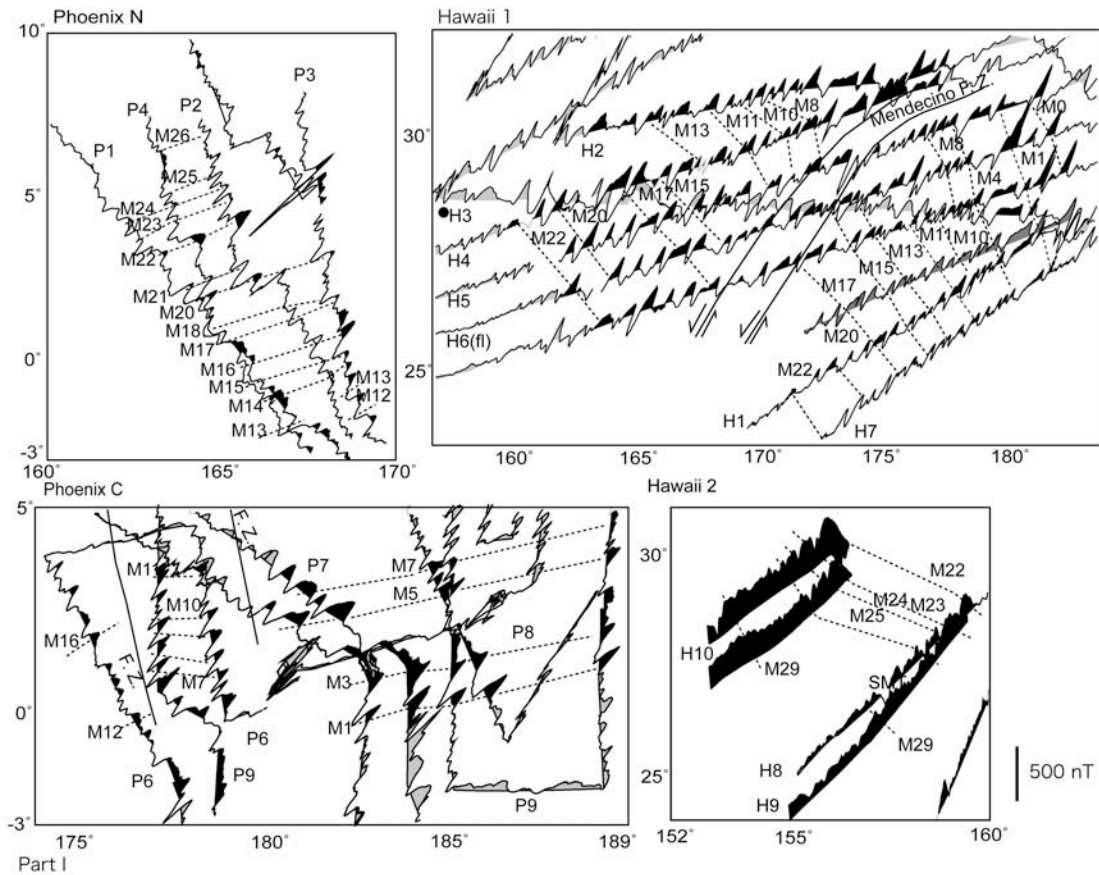 Phoenix N
10°
5°
0°
-3°
160
165
170
P1
P4
P2
P3
M26
M25
M24
M23
M22
M21
M20
M18
M17
M16
M15
M14
M13
M13
M12
Hawaii 1
30°
25°
160
165
170
175
180
H2
H3
H4
H5
H6(fl)
H1
H7
M13
M11
M10
M8
Mendecino F. Z.
M0
M8
M1
M4
M15
M17
M20
M22
M11
M10
M13
M15
M17
M20
M22
Phoenix C
5°
0°
-3°
175
180
185
189
F. Z.
F. Z.
M11
M10
M16
M7
M12
P6
P6
P9
P7
M7
M5
P8
M3
M1
P9
Hawaii 2
30°
25°
152
155
160
M22
M24
M23
M25
H10
M29
SM
M29
H8
H9
500 nT
Part I